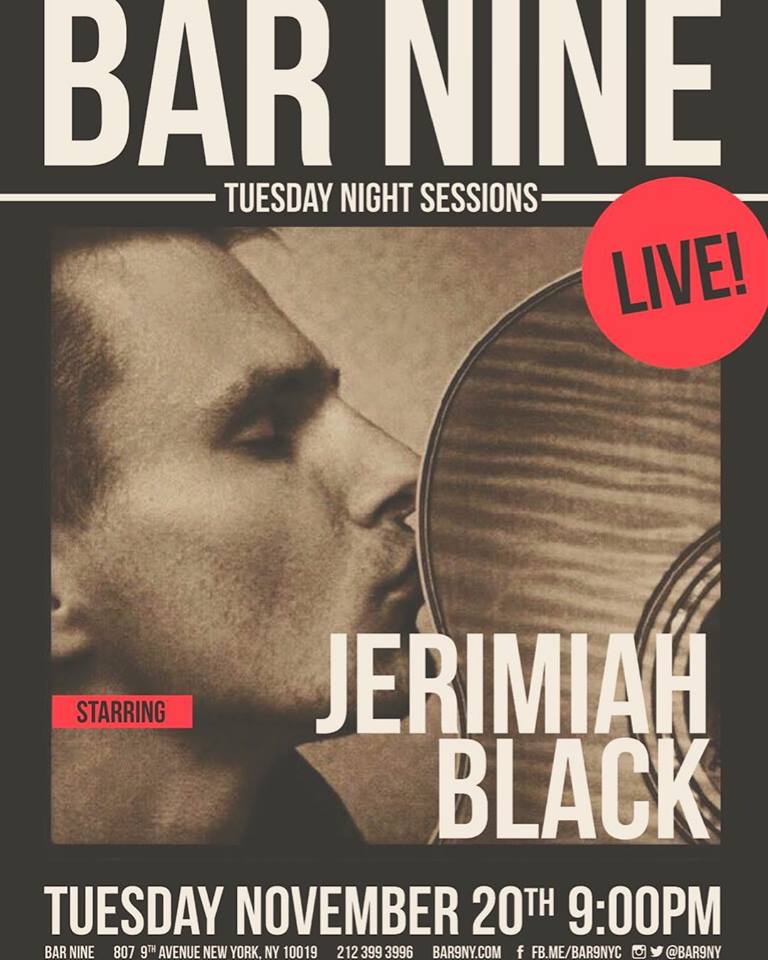 BAR NINE
TUESDAY NIGHT SESSIONS
LIVE!
STARRING
JERIMIAH
BLACK
TUESDAY NOVEMBER 20TH 9:00PM
BAR NINE 807 9TH AVENUE NEW YORK, NY 10019 212 399 3996 BAR9NY.COM f FB.ME/BAR9NYC @BAR9NY